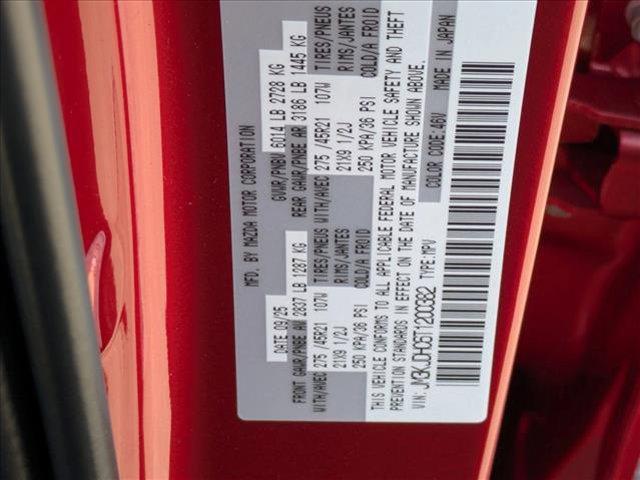 MFD. BY MAZDA MOTOR CORPORATION
DATE 09/25 GVWR/PNBV 6014 LB 2728 KG
FRONT GAWR/PNBE AV 2837 LB 1287 KG REAR GAWR/PNBE AR 3186 LB 1445 KG
WITH/AVEC 275 /45R21 107W TIRES/PNEUS WITH/AVEC 275 /45R21 107W TIRES/PNEUS
21X9 1/2J RIMS/JANTES 21X9 1/2J RIMS/JANTES
250 KPA/36 PSI COLD/A FROID 250 KPA/36 PSI COLD/A FROID
THIS VEHICLE CONFORMS TO ALL APPLICABLE FEDERAL MOTOR VEHICLE SAFETY AND THEFT
PREVENTION STANDARDS IN EFFECT ON THE DATE OF MANUFACTURE SHOWN ABOVE.
VIN: TYPE:MPV COLOR CODE:46V MADE IN JAPAN